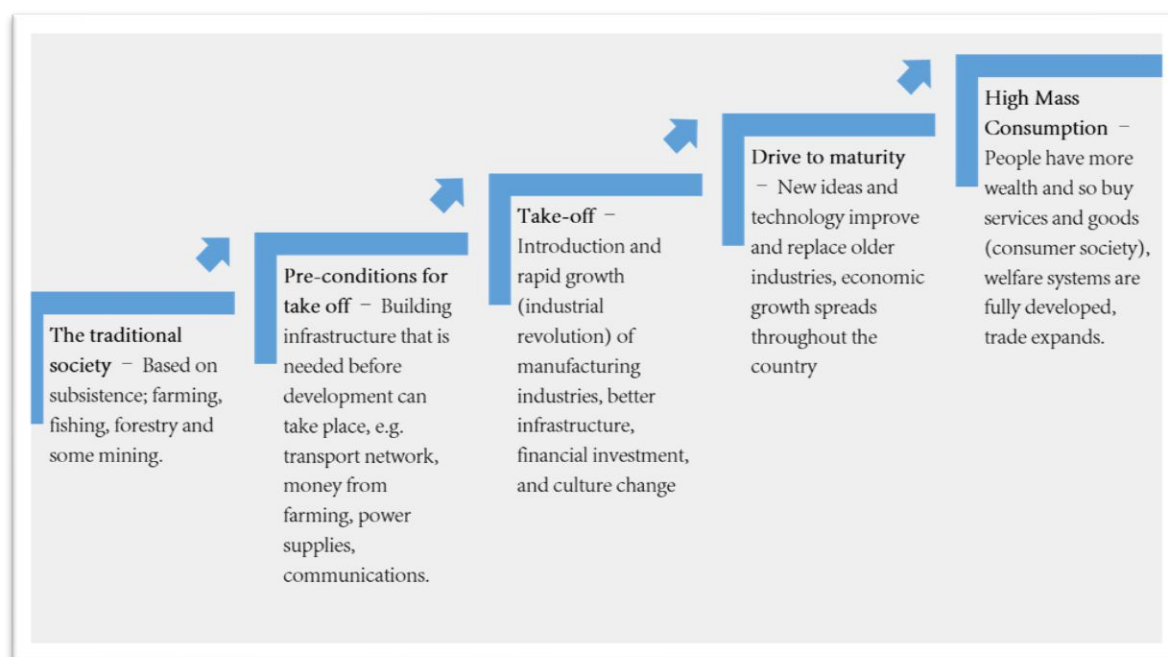 The traditional
society – Based on
subsistence; farming,
fishing, forestry and
some mining.
Pre-conditions for
take off – Building
infrastructure that is
needed before
development can
take place, e.g.
transport network,
money from
farming, power
supplies,
communications.
Take-off –
Introduction and
rapid growth
(industrial
revolution) of
manufacturing
industries, better
infrastructure,
financial investment,
and culture change
Drive to maturity
– New ideas and
technology improve
and replace older
industries, economic
growth spreads
throughout the
country
High Mass
Consumption –
People have more
wealth and so buy
services and goods
(consumer society),
welfare systems are
fully developed,
trade expands.